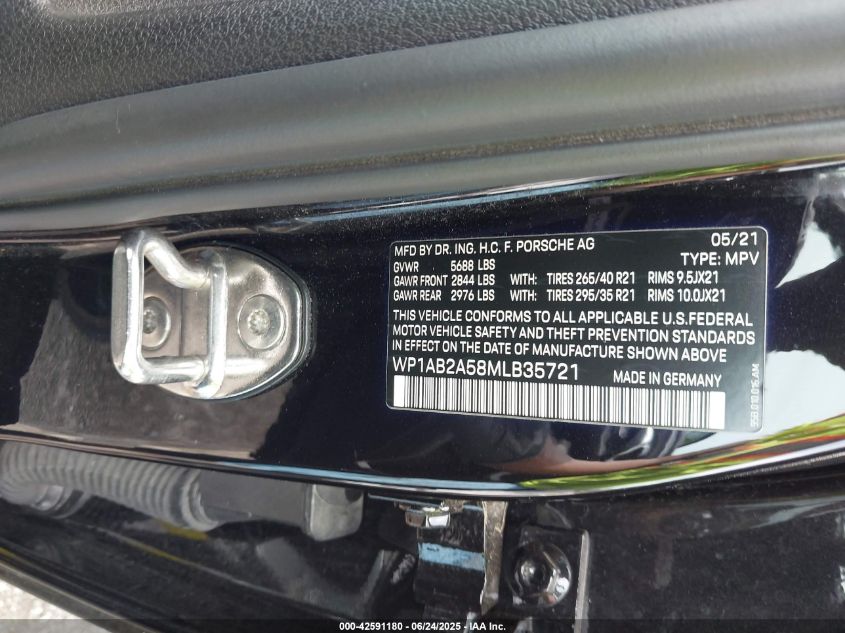 MFD BY DR. ING. H.C. F. PORSCHE AG 05/21
GVWR 5688 LBS TYPE: MPV
GAWR FRONT 2844 LBS WITH: TIRES 265/40 R21 RIMS 9.5JX21
GAWR REAR 2976 LBS WITH: TIRES 295/35 R21 RIMS 10.0JX21
THIS VEHICLE CONFORMS TO ALL APPLICABLE U.S.FEDERAL
MOTOR VEHICLE SAFETY AND THEFT PREVENTION STANDARDS
IN EFFECT ON THE DATE OF MANUFACTURE SHOWN ABOVE
WP1AB2A58MLB35721 MADE IN GERMANY
000-42591180 - 06/24/2025 - IAA Inc.